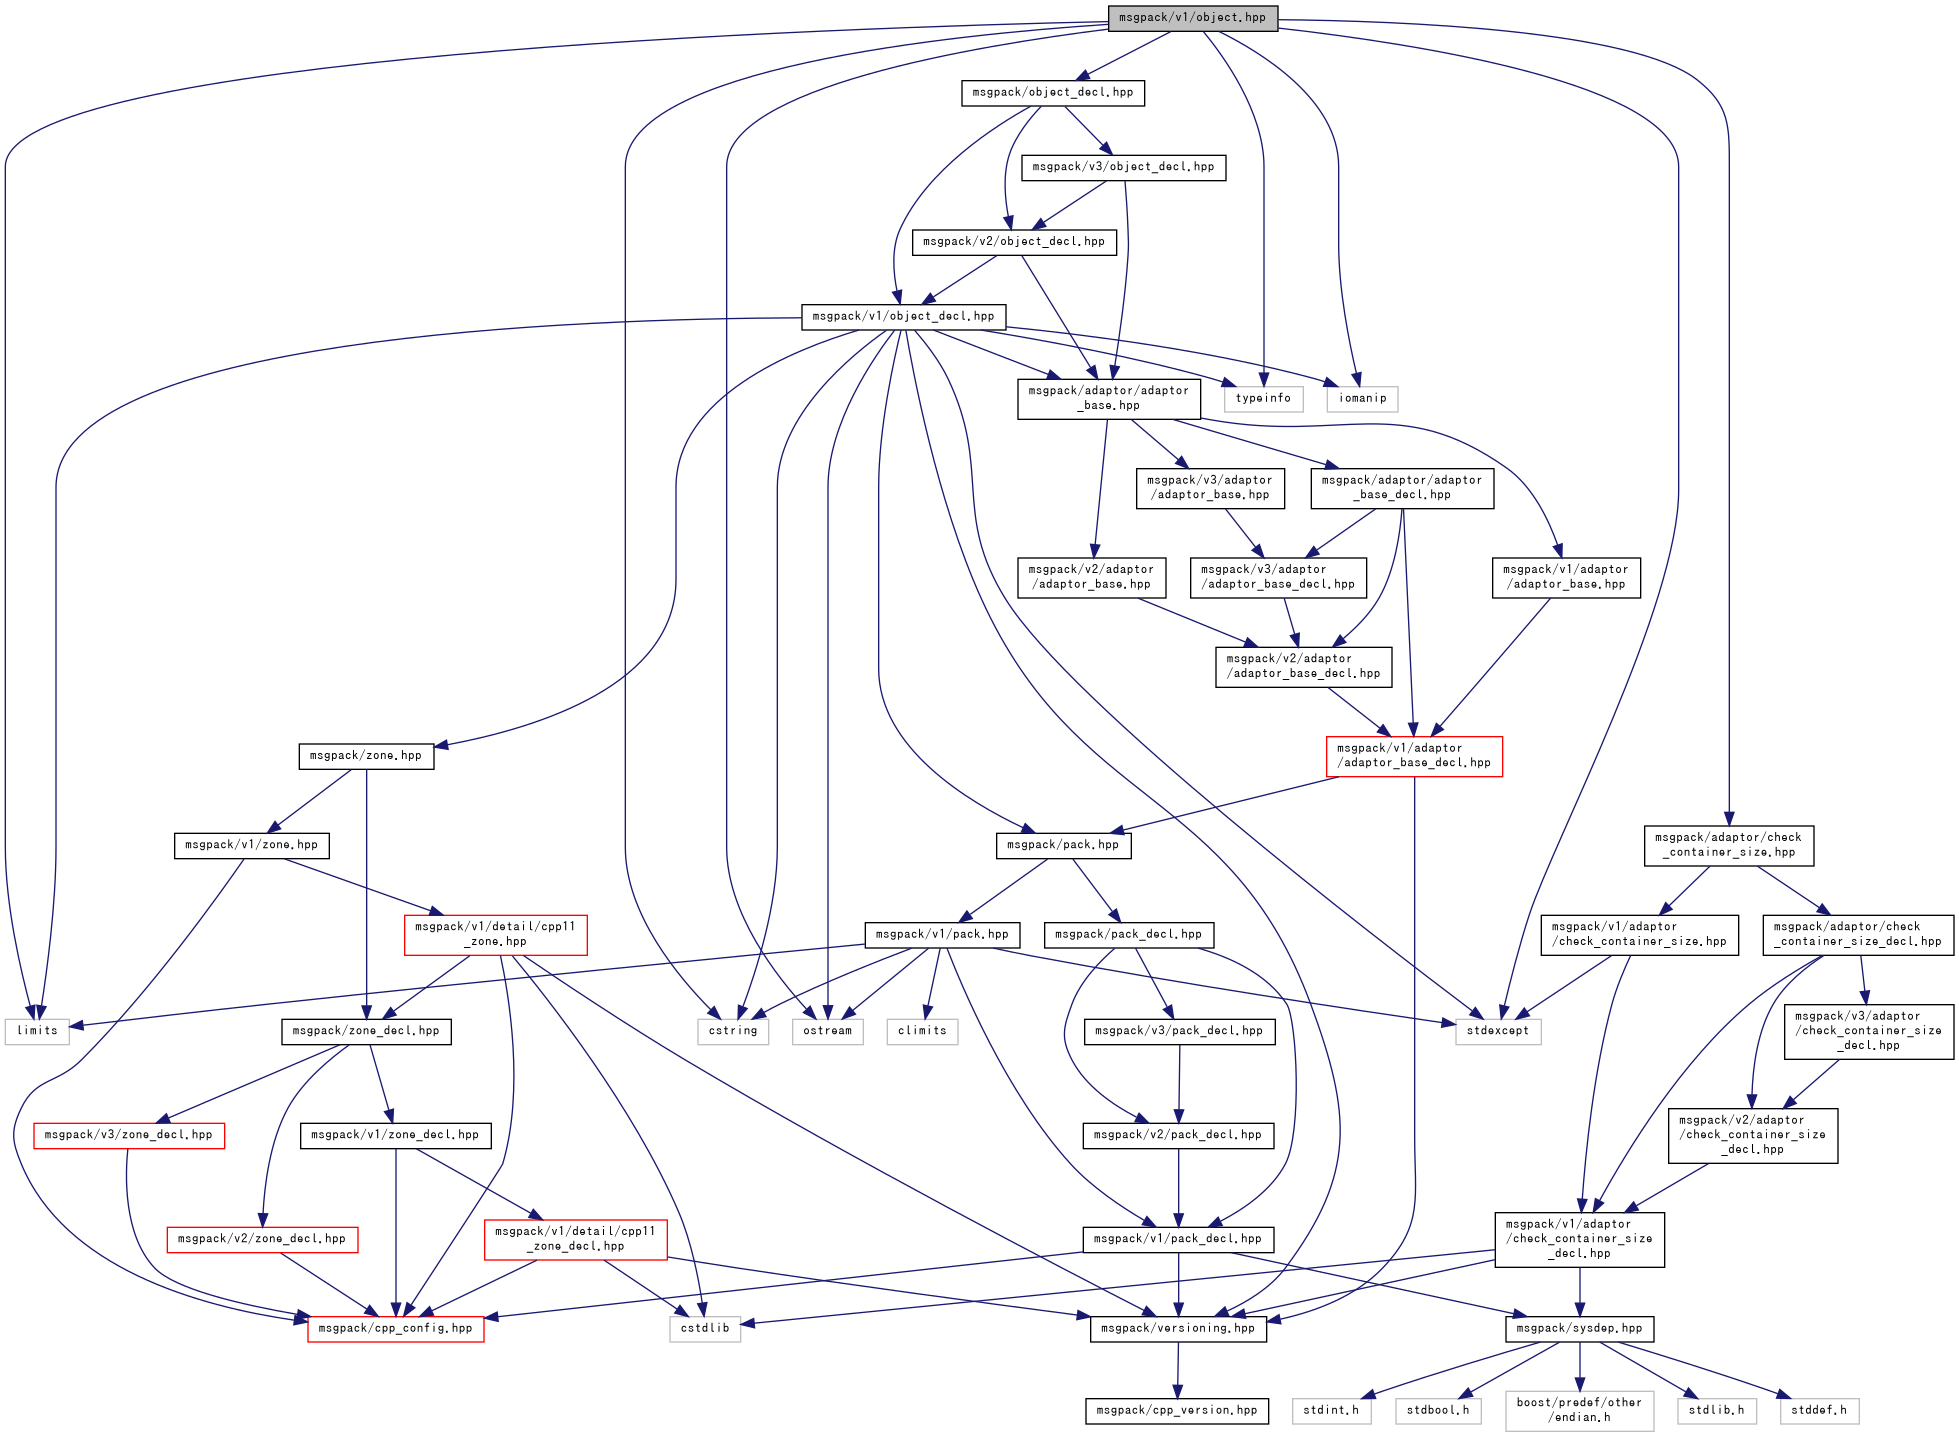 msgpack/v1/object.hpp
msgpack/object_decl.hpp
msgpack/v3/object_decl.hpp
msgpack/v2/object_decl.hpp
msgpack/v1/object_decl.hpp
msgpack/adaptor/adaptor
_base.hpp
typeinfo
iomanip
msgpack/v3/adaptor
/adaptor_base.hpp
msgpack/adaptor/adaptor
_base_decl.hpp
msgpack/v2/adaptor
/adaptor_base.hpp
msgpack/v3/adaptor
/adaptor_base_decl.hpp
msgpack/v1/adaptor
/adaptor_base.hpp
msgpack/v2/adaptor
/adaptor_base_decl.hpp
msgpack/zone.hpp
msgpack/v1/adaptor
/adaptor_base_decl.hpp
msgpack/v1/zone.hpp
msgpack/pack.hpp
msgpack/adaptor/check
_container_size.hpp
msgpack/v1/detail/cpp11
_zone.hpp
msgpack/v1/pack.hpp
msgpack/pack_decl.hpp
msgpack/v1/adaptor
/check_container_size.hpp
msgpack/adaptor/check
_container_size_decl.hpp
limits
msgpack/zone_decl.hpp
cstring
ostream
climits
msgpack/v3/pack_decl.hpp
stdexcept
msgpack/v3/adaptor
/check_container_size
_decl.hpp
msgpack/v3/zone_decl.hpp
msgpack/v1/zone_decl.hpp
msgpack/v2/pack_decl.hpp
msgpack/v2/adaptor
/check_container_size
_decl.hpp
msgpack/v2/zone_decl.hpp
msgpack/v1/detail/cpp11
_zone_decl.hpp
msgpack/v1/pack_decl.hpp
msgpack/v1/adaptor
/check_container_size
_decl.hpp
msgpack/cpp_config.hpp
cstdlib
msgpack/versioning.hpp
msgpack/sysdep.hpp
msgpack/cpp_version.hpp
stdint.h
stdbool.h
boost/predef/other
/endian.h
stdlib.h
stddef.h